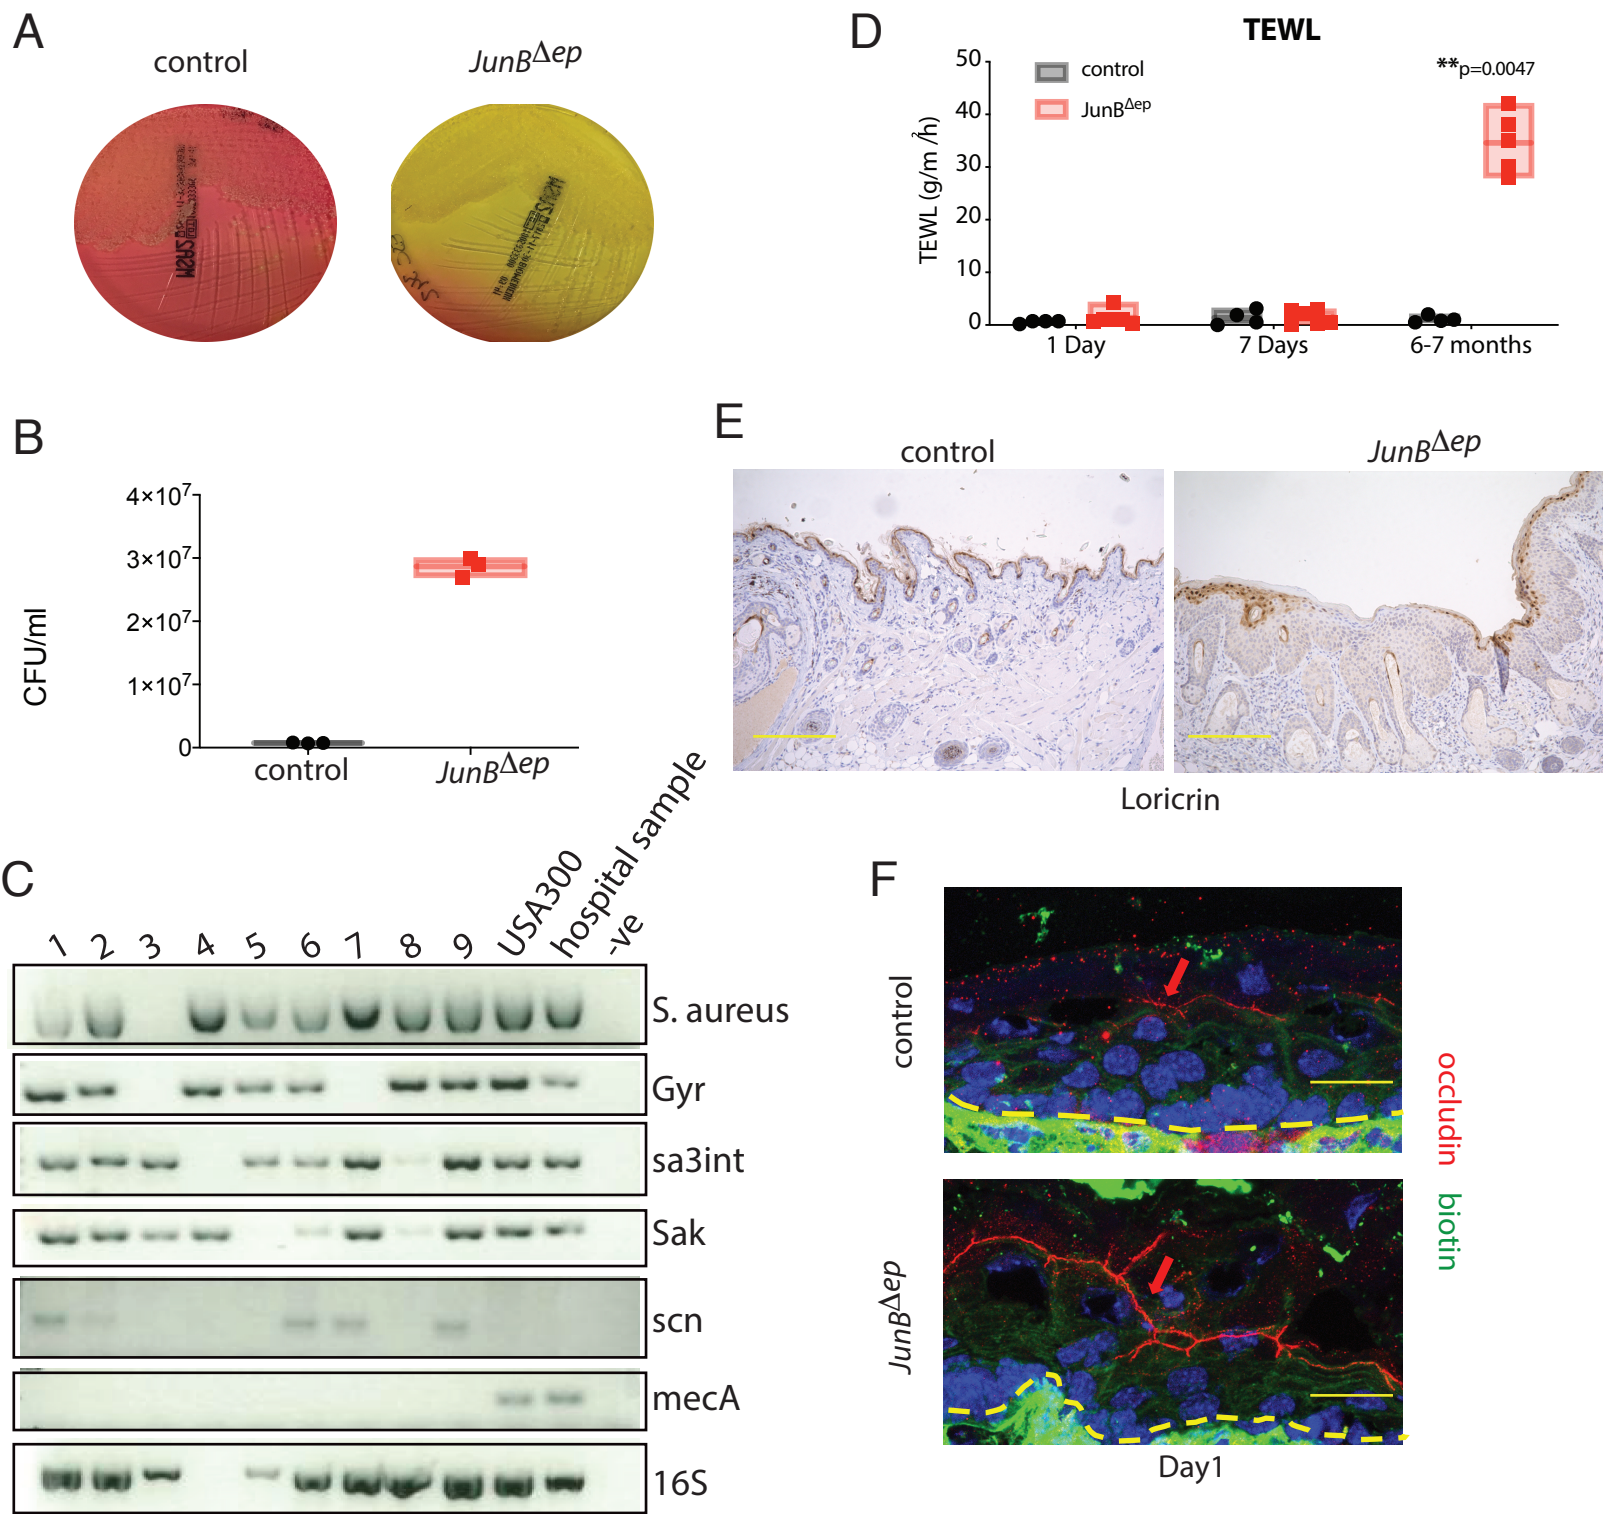 A
control
JunBΔep
B
4×10⁷
3×10⁷
2×10⁷
1×10⁷
0
CFU/ml
control
JunBΔep
C
1 2 3 4 5 6 7 8 9 USA300 hospital sample -ve
S. aureus
Gyr
sa3int
Sak
scn
mecA
16S
D
TEWL
50
40
30
20
10
0
TEWL (g/m²/h)
control
JunBΔep
**p=0.0047
1 Day 7 Days 6-7 months
E
control
JunBΔep
Loricrin
F
control
JunBΔep
occludin biotin
Day1